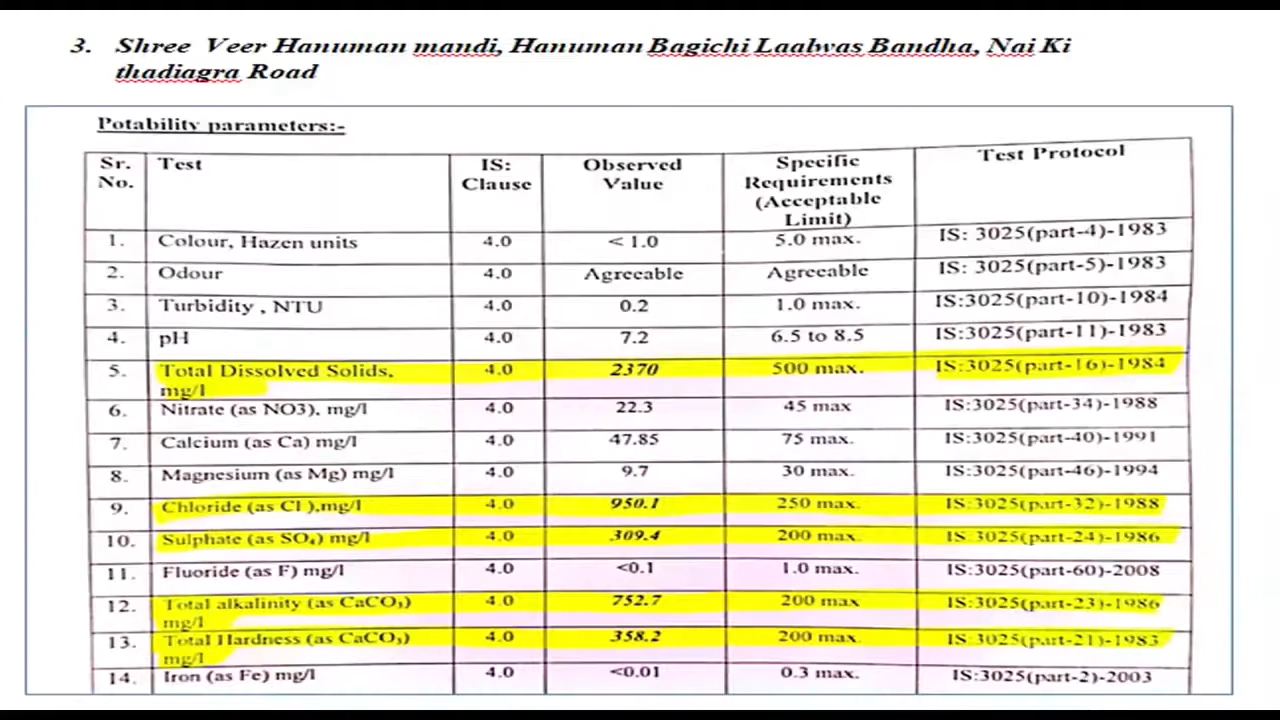 3. Shree Veer Hanuman mandi, Hanuman Bagichi Laalwas Bandha, Nai Ki
thadiagra Road
Potability parameters:-
Sr. No. Test IS: Clause Observed Value Specific Requirements (Acceptable Limit) Test Protocol
1. Colour, Hazen units 4.0 < 1.0 5.0 max. IS: 3025(part-4)-1983
2. Odour 4.0 Agreeable Agreeable IS: 3025(part-5)-1983
3. Turbidity , NTU 4.0 0.2 1.0 max. IS:3025(part-10)-1984
4. pH 4.0 7.2 6.5 to 8.5 IS:3025(part-11)-1983
5. Total Dissolved Solids, mg/l 4.0 2370 500 max. IS:3025(part-16)-1984
6. Nitrate (as NO3), mg/l 4.0 22.3 45 max IS:3025(part-34)-1988
7. Calcium (as Ca) mg/l 4.0 47.85 75 max. IS:3025(part-40)-1991
8. Magnesium (as Mg) mg/l 4.0 9.7 30 max. IS:3025(part-46)-1994
9. Chloride (as Cl ),mg/l 4.0 950.1 250 max. IS:3025(part-32)-1988
10. Sulphate (as SO₄) mg/l 4.0 309.4 200 max. IS:3025(part-24)-1986
11. Fluoride (as F) mg/l 4.0 <0.1 1.0 max. IS:3025(part-60)-2008
12. Total alkalinity (as CaCO₃) mg/l 4.0 752.7 200 max IS:3025(part-23)-1986
13. Total Hardness (as CaCO₃) mg/l 4.0 358.2 200 max. IS:3025(part-21)-1983
14. Iron (as Fe) mg/l 4.0 <0.01 0.3 max. IS:3025(part-2)-2003